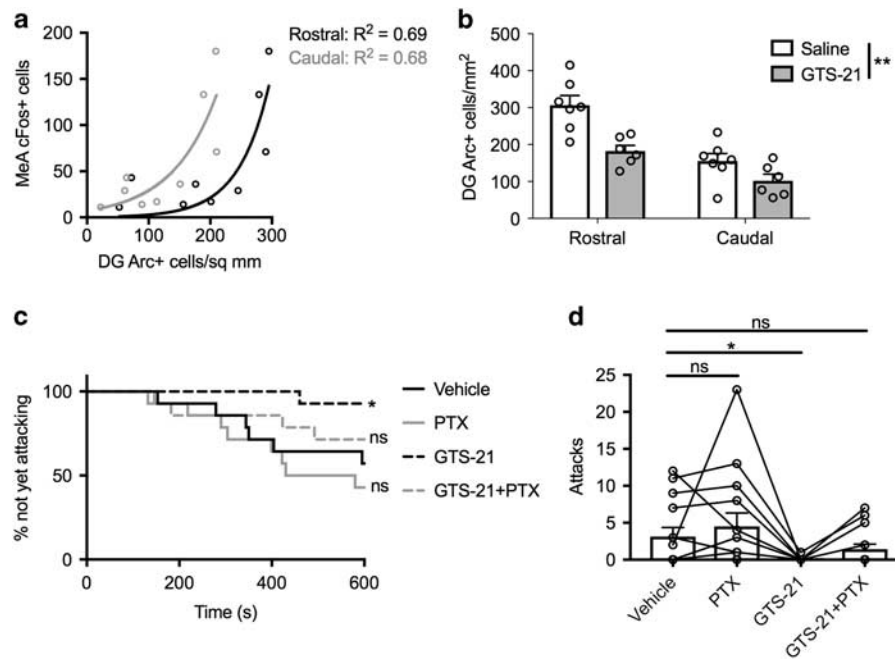 a
Rostral: R² = 0.69
Caudal: R² = 0.68
MeA cFos+ cells
200
150
100
50
0
0 100 200 300
DG Arc+ cells/sq mm
b
Saline
GTS-21
**
DG Arc+ cells/mm²
500
400
300
200
100
0
Rostral Caudal
c
% not yet attacking
100
50
0
0 200 400 600
Time (s)
*
ns
ns
Vehicle
PTX
GTS-21
GTS-21+PTX
d
ns
*
ns
Attacks
25
20
15
10
5
0
Vehicle
PTX
GTS-21
GTS-21+PTX